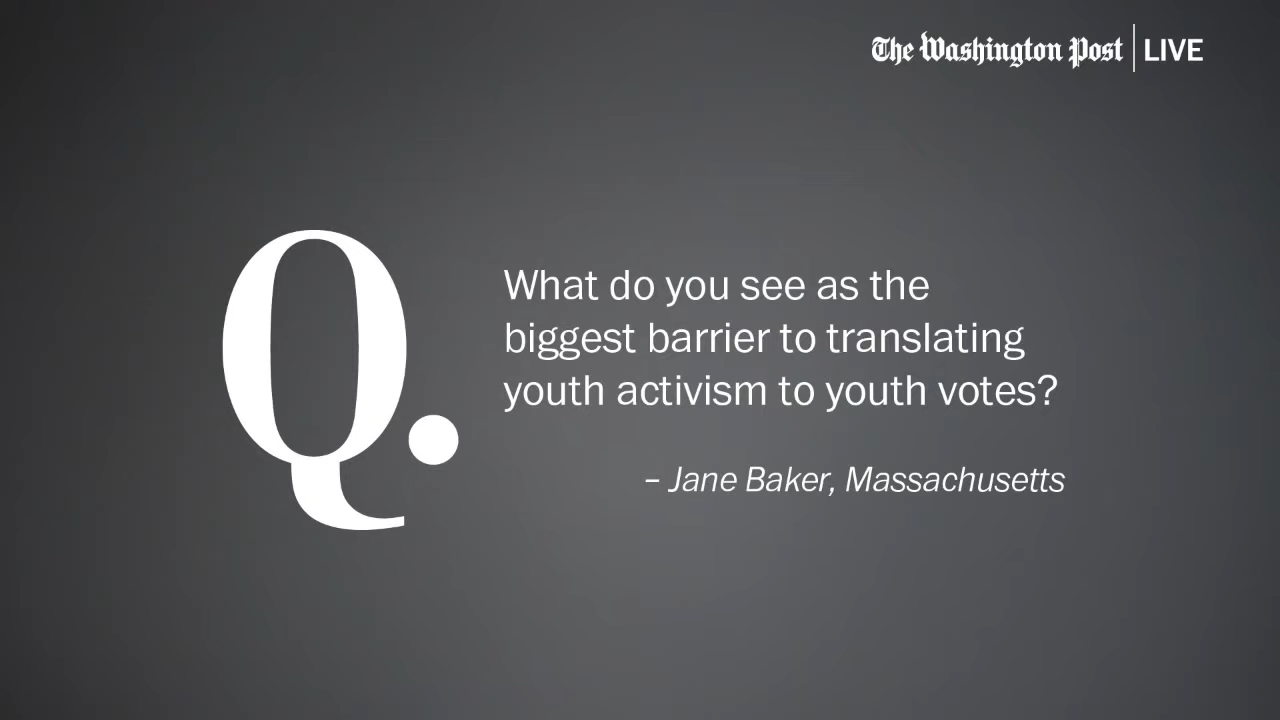 The Washington Post | LIVE
Q.
What do you see as the
biggest barrier to translating
youth activism to youth votes?
– Jane Baker, Massachusetts